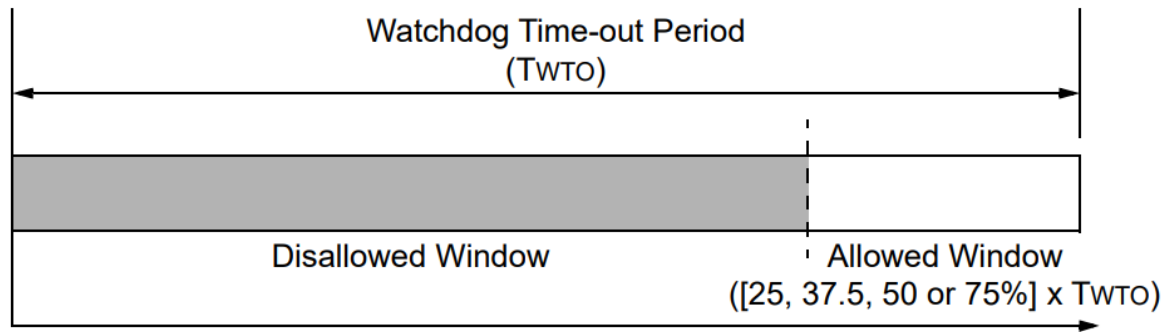 Watchdog Time-out Period
(TWTO)
Disallowed Window
Allowed Window
([25, 37.5, 50 or 75%] x TWTO)